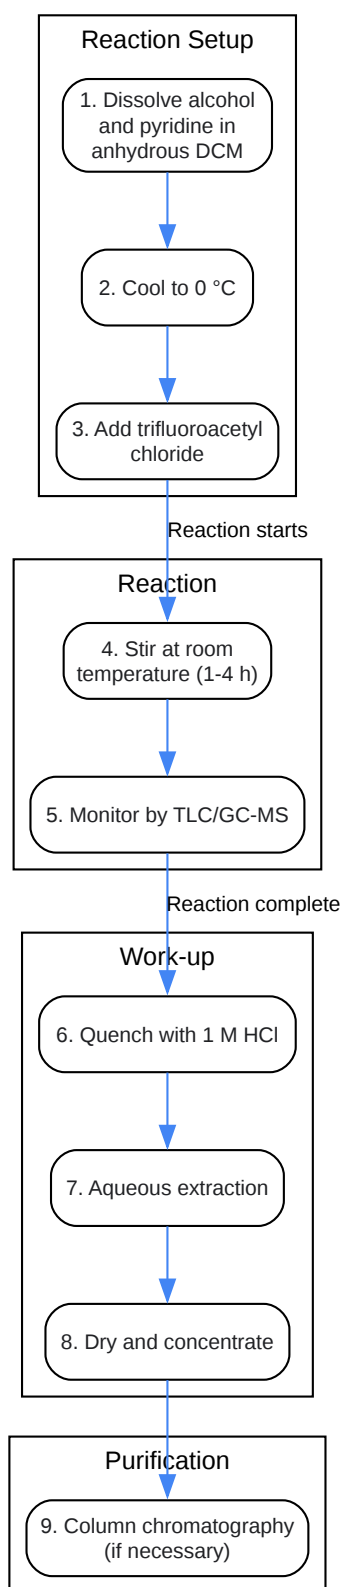 Reaction Setup
1. Dissolve alcohol
and pyridine in
anhydrous DCM
2. Cool to 0 °C
3. Add trifluoroacetyl
chloride
Reaction starts
Reaction
4. Stir at room
temperature (1-4 h)
5. Monitor by TLC/GC-MS
Reaction complete
Work-up
6. Quench with 1 M HCl
7. Aqueous extraction
8. Dry and concentrate
Purification
9. Column chromatography
(if necessary)